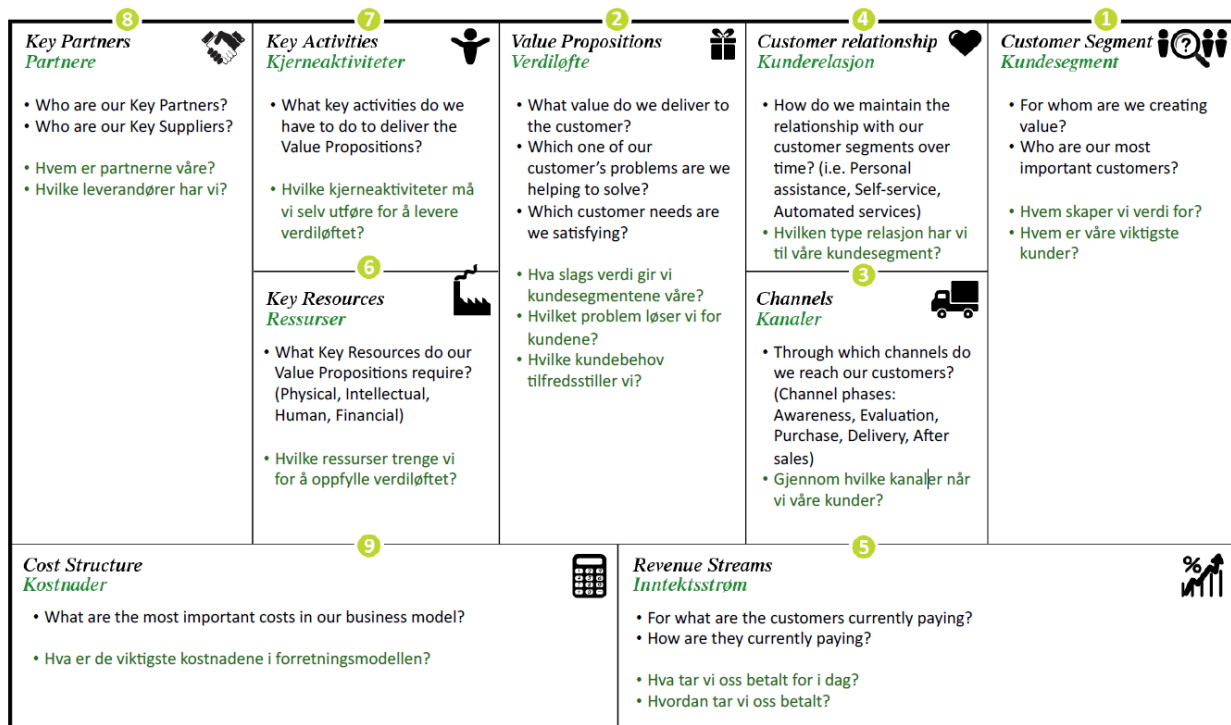 8
Key Partners
Partnere
• Who are our Key Partners?
• Who are our Key Suppliers?
• Hvem er partnerne våre?
• Hvilke leverandører har vi?
7
Key Activities
Kjerneaktiviteter
• What key activities do we
have to do to deliver the
Value Propositions?
• Hvilke kjerneaktiviteter må
vi selv utføre for å levere
verdiløftet?
6
Key Resources
Ressurser
• What Key Resources do our
Value Propositions require?
(Physical, Intellectual,
Human, Financial)
• Hvilke ressurser trenge vi
for å oppfylle verdiløftet?
2
Value Propositions
Verdiløfte
• What value do we deliver to
the customer?
• Which one of our
customer's problems are we
helping to solve?
• Which customer needs are
we satisfying?
• Hva slags verdi gir vi
kundesegmentene våre?
• Hvilket problem løser vi for
kundene?
• Hvilke kundebehov
tilfredsstiller vi?
4
Customer relationship
Kunderelasjon
• How do we maintain the
relationship with our
customer segments over
time? (i.e. Personal
assistance, Self-service,
Automated services)
• Hvilken type relasjon har vi
til våre kundesegment?
3
Channels
Kanaler
• Through which channels do
we reach our customers?
(Channel phases:
Awareness, Evaluation,
Purchase, Delivery, After
sales)
• Gjennom hvilke kanaler når
vi våre kunder?
1
Customer Segment
Kundesegment
?
• For whom are we creating
value?
• Who are our most
important customers?
• Hvem skaper vi verdi for?
• Hvem er våre viktigste
kunder?
9
Cost Structure
Kostnader
• What are the most important costs in our business model?
• Hva er de viktigste kostnadene i forretningsmodellen?
5
Revenue Streams
Inntektsstrøm
%
• For what are the customers currently paying?
• How are they currently paying?
• Hva tar vi oss betalt for i dag?
• Hvordan tar vi oss betalt?